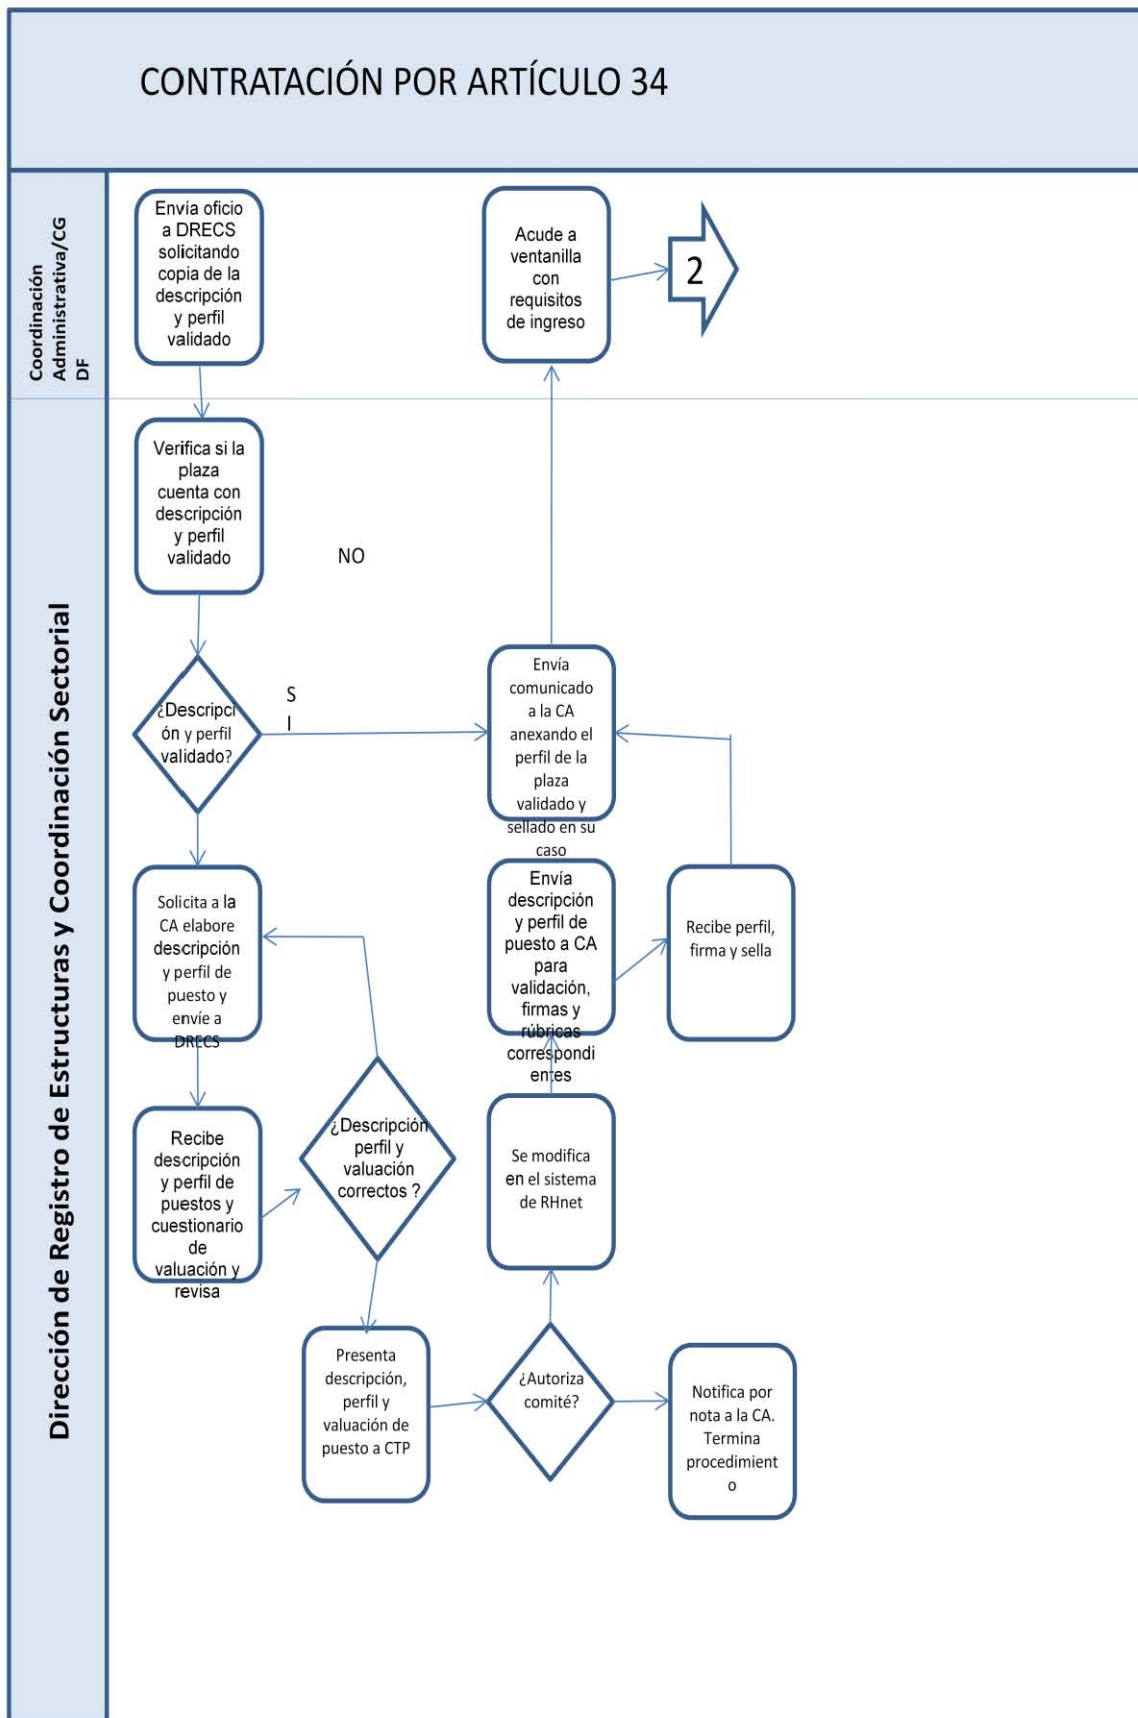 CONTRATACIÓN POR ARTÍCULO 34
Coordinación
Administrativa/CG
DF
Envía oficio
a DRECS
solicitando
copia de la
descripción
y perfil
validado
Acude a
ventanilla
con
requisitos
de ingreso
2
Dirección de Registro de Estructuras y Coordinación Sectorial
Verifica si la
plaza
cuenta con
descripción
y perfil
validado
NO
¿Descripci
ón y perfil
validado?
S
I
Envía
comunicado
a la CA
anexando el
perfil de la
plaza
validado y
sellado en su
caso
Solicita a la
CA elabore
descripción
y perfil de
puesto y
envíe a
DRECS
Envía
descripción
y perfil de
puesto a CA
para
validación,
firmas y
rúbricas
correspondi
entes
Recibe perfil,
firma y sella
Recibe
descripción
y perfil de
puestos y
cuestionario
de
valuación y
revisa
¿Descripción
perfil y
valuación
correctos ?
Se modifica
en el sistema
de RHnet
Presenta
descripción,
perfil y
valuación de
puesto a CTP
¿Autoriza
comité?
Notifica por
nota a la CA.
Termina
procedimient
o